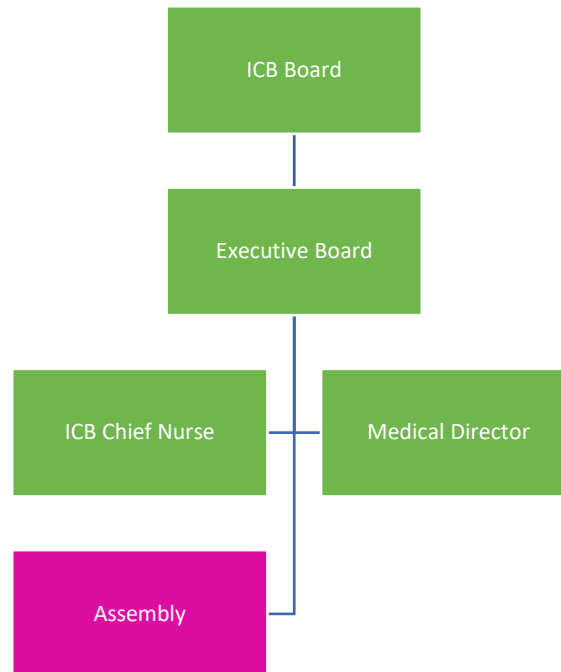 ICB Board
Executive Board
ICB Chief Nurse
Medical Director
Assembly